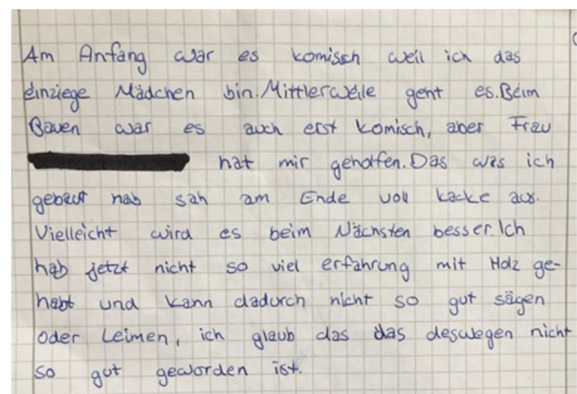 Am Anfang war es komisch weil ich das
einziege Mädchen bin. Mittlerweile geht es. Beim
Bauen war es auch erst komisch, aber Frau
hat mir geholfen. Das was ich
gebaut hab sah am Ende voll kacke aus.
Vielleicht wird es beim Nächsten besser. Ich
hab jetzt nicht so viel erfahrung mit Holz ge-
habt und kann dadurch nicht so gut sägen
oder Leimen, ich glaub das das deswegen nicht
so gut geworden ist.